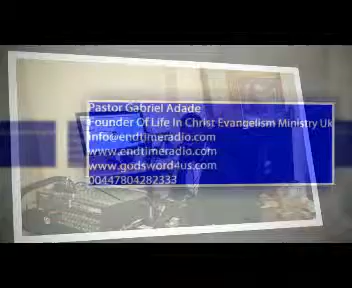 Pastor Gabriel Adade
Founder Of Life In Christ Evangelism Ministry Uk
info@endtimeradio.com
www.endtimeradio.com
www.godsword4us.com
00447804282333